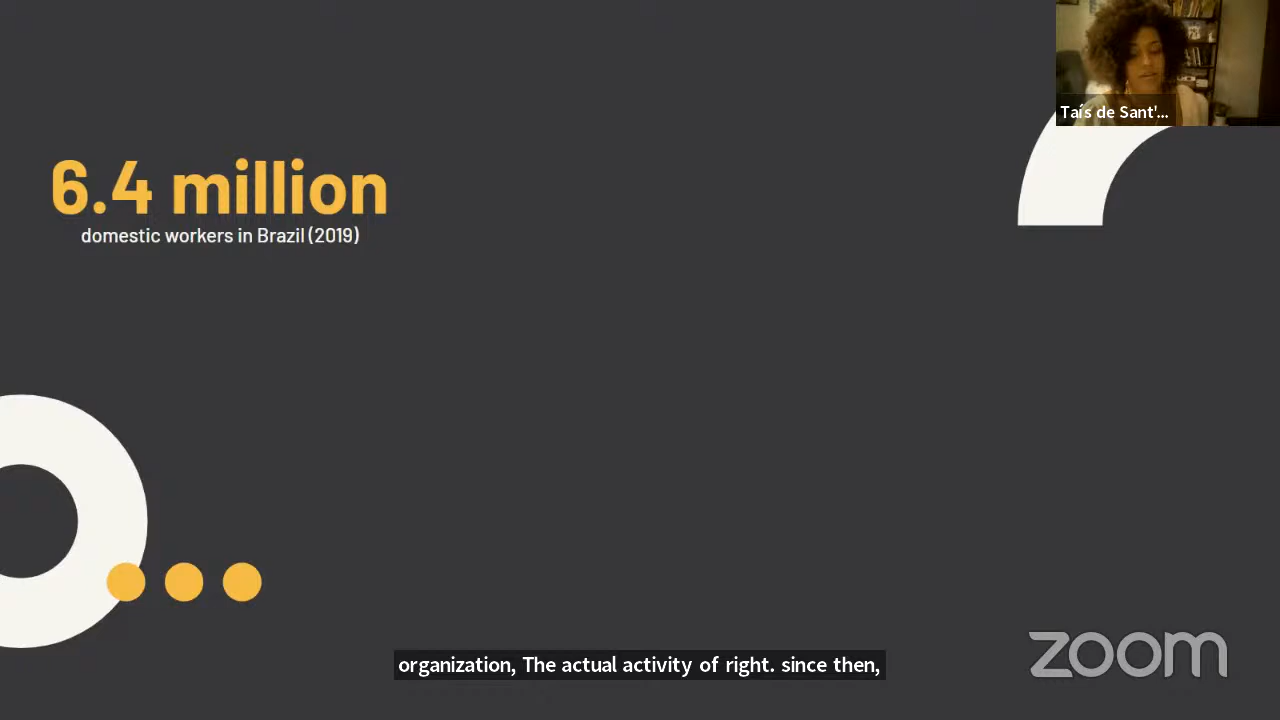 Taís de Sant'...
6.4 million
domestic workers in Brazil (2019)
organization, The actual activity of right. since then,
zoom